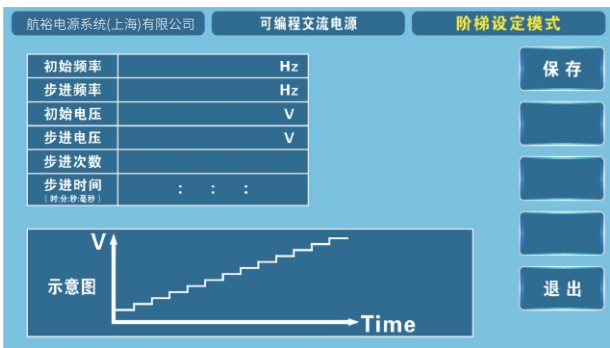 航裕电源系统(上海)有限公司 可编程交流电源 阶梯设定模式
初始频率 Hz
步进频率 Hz
初始电压 V
步进电压 V
步进次数
步进时间 : : :
(时:分:秒:毫秒)
保存
V
示意图
Time
退出